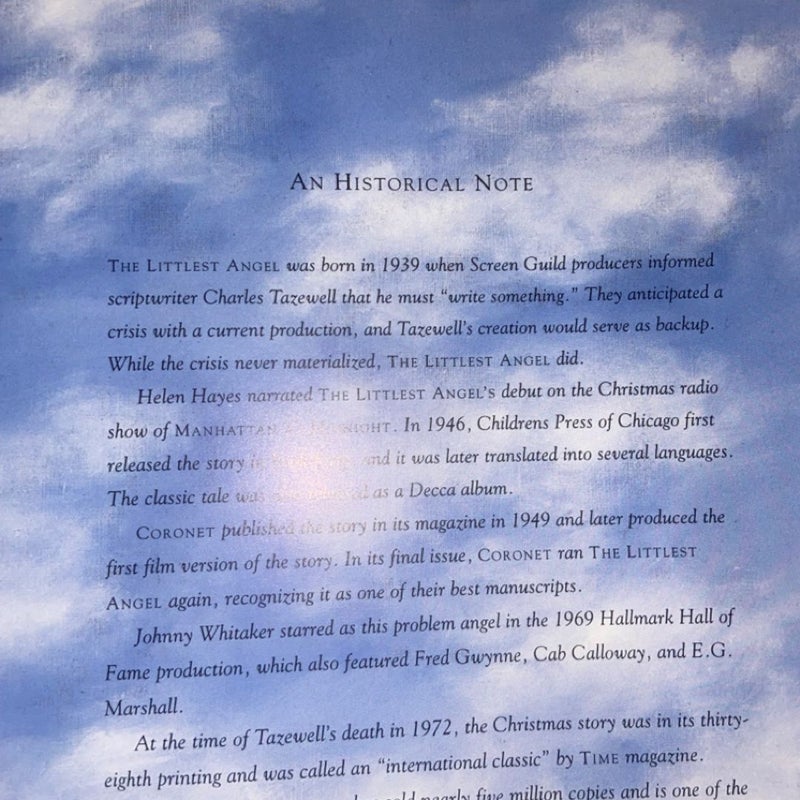 AN HISTORICAL NOTE
THE LITTLEST ANGEL was born in 1939 when Screen Guild producers informed
scriptwriter Charles Tazewell that he must “write something.” They anticipated a
crisis with a current production, and Tazewell’s creation would serve as backup.
While the crisis never materialized, THE LITTLEST ANGEL did.
Helen Hayes narrated THE LITTLEST ANGEL’S debut on the Christmas radio
show of MANHATTAN MIDNIGHT. In 1946, Childrens Press of Chicago first
released the story and it was later translated into several languages.
The classic tale was as a Decca album.
CORONET published the story in its magazine in 1949 and later produced the
first film version of the story. In its final issue, CORONET ran THE LITTLEST
ANGEL again, recognizing it as one of their best manuscripts.
Johnny Whitaker starred as this problem angel in the 1969 Hallmark Hall of
Fame production, which also featured Fred Gwynne, Cab Calloway, and E.G.
Marshall.
At the time of Tazewell’s death in 1972, the Christmas story was in its thirty-
eighth printing and was called an “international classic” by TIME magazine.
nearly five million copies and is one of the